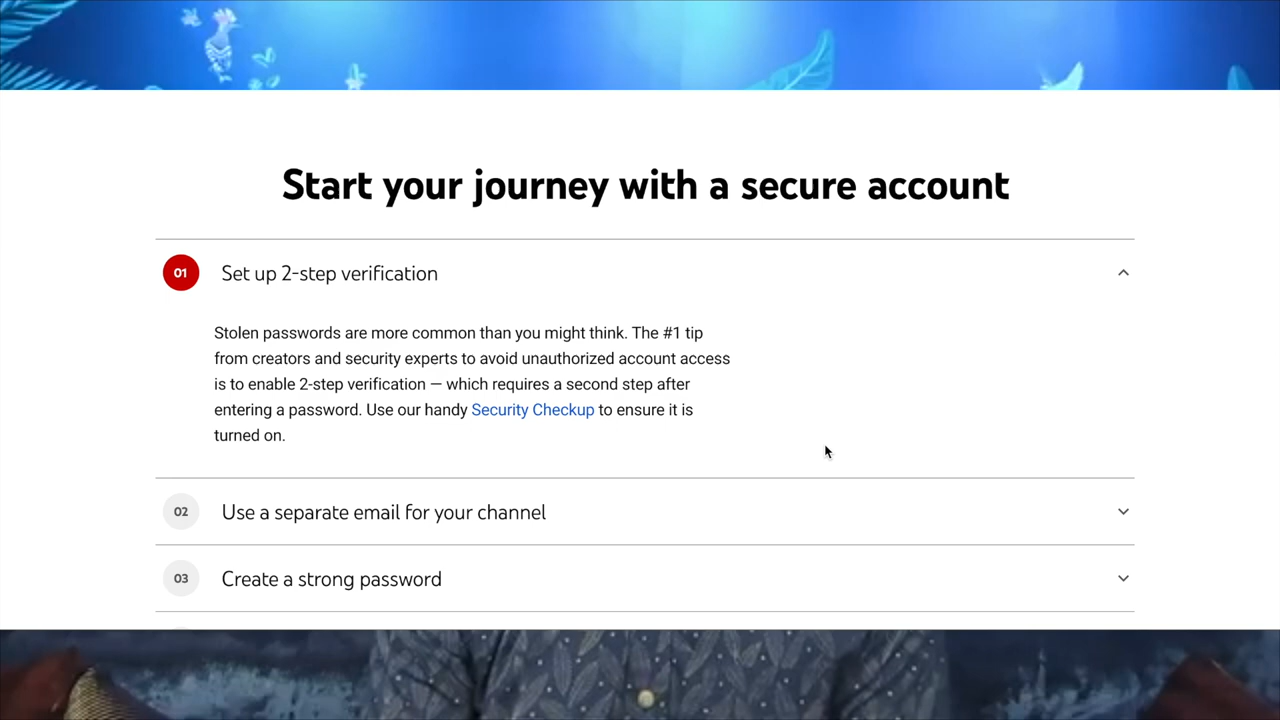 Start your journey with a secure account
01 Set up 2-step verification
Stolen passwords are more common than you might think. The #1 tip
from creators and security experts to avoid unauthorized account access
is to enable 2-step verification — which requires a second step after
entering a password. Use our handy Security Checkup to ensure it is
turned on.
02 Use a separate email for your channel
03 Create a strong password